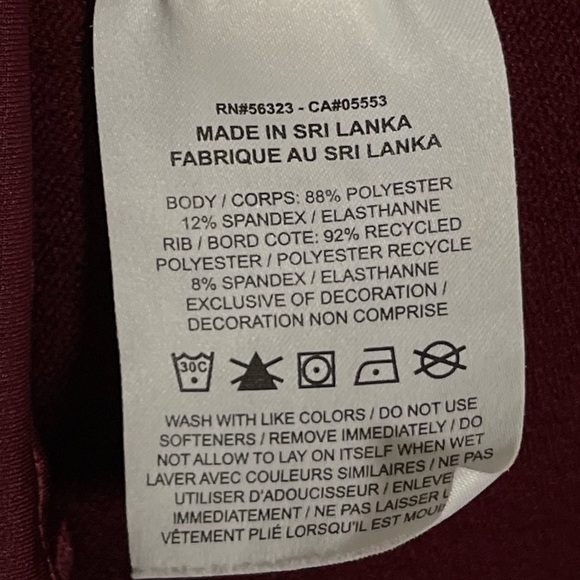 RN#56323 - CA#05553
MADE IN SRI LANKA
FABRIQUE AU SRI LANKA
BODY / CORPS: 88% POLYESTER
12% SPANDEX / ELASTHANNE
RIB / BORD COTE: 92% RECYCLED
POLYESTER / POLYESTER RECYCLE
8% SPANDEX / ELASTHANNE
EXCLUSIVE OF DECORATION /
DECORATION NON COMPRISE
30C
WASH WITH LIKE COLORS / DO NOT USE
SOFTENERS / REMOVE IMMEDIATELY / DO
NOT ALLOW TO LAY ON ITSELF WHEN WET
LAVER AVEC COULEURS SIMILAIRES / NE PAS
UTILISER D'ADOUCISSEUR / ENLEVE
IMMEDIATEMENT / NE PAS LAISSER
VÊTEMENT PLIÉ LORSQU'IL EST